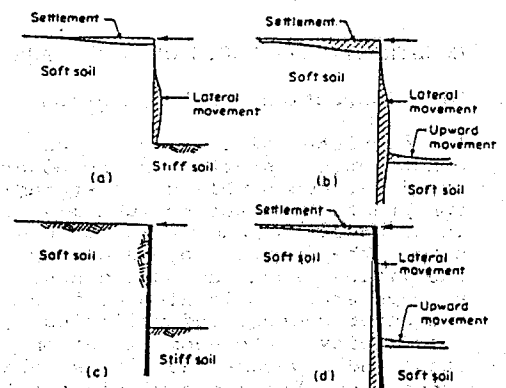 Settlement
Soft soil
Lateral
movement
Stiff soil
(a)
Settlement
Soft soil
Lateral
movement
Upward
movement
Soft soil
(b)
Soft soil
Stiff soil
(c)
Settlement
Soft soil
Lateral
movement
Upward
movement
Soft soil
(d)